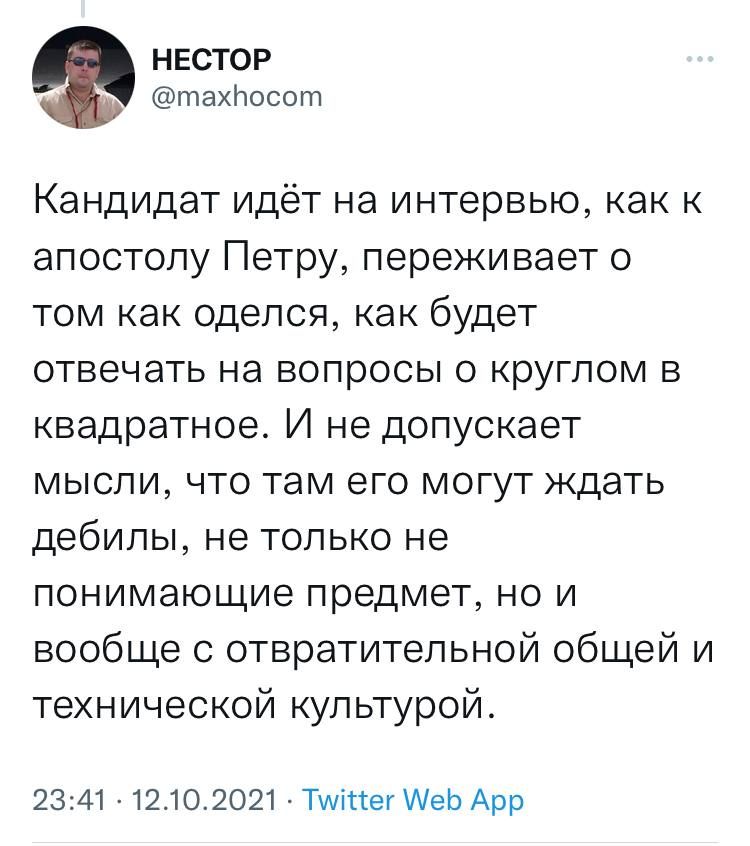 НЕСТОР
@maxhocom
Кандидат идёт на интервью, как к
апостолу Петру, переживает о
том как оделся, как будет
отвечать на вопросы о круглом в
квадратное. И не допускает
мысли, что там его могут ждать
дебилы, не только не
понимающие предмет, но и
вообще с отвратительной общей и
технической культурой.
23:41 · 12.10.2021 · Twitter Web App